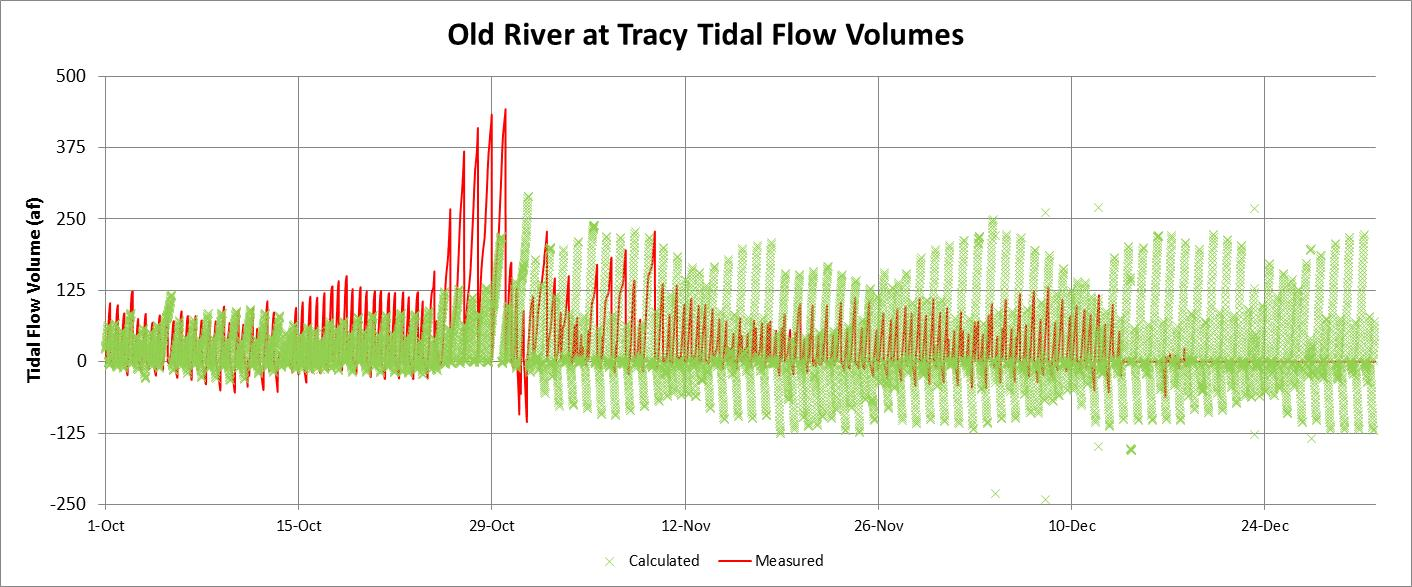 Old River at Tracy Tidal Flow Volumes
Tidal Flow Volume (af)
500
375
250
125
0
-125
-250
1-Oct 15-Oct 29-Oct 12-Nov 26-Nov 10-Dec 24-Dec
Calculated Measured